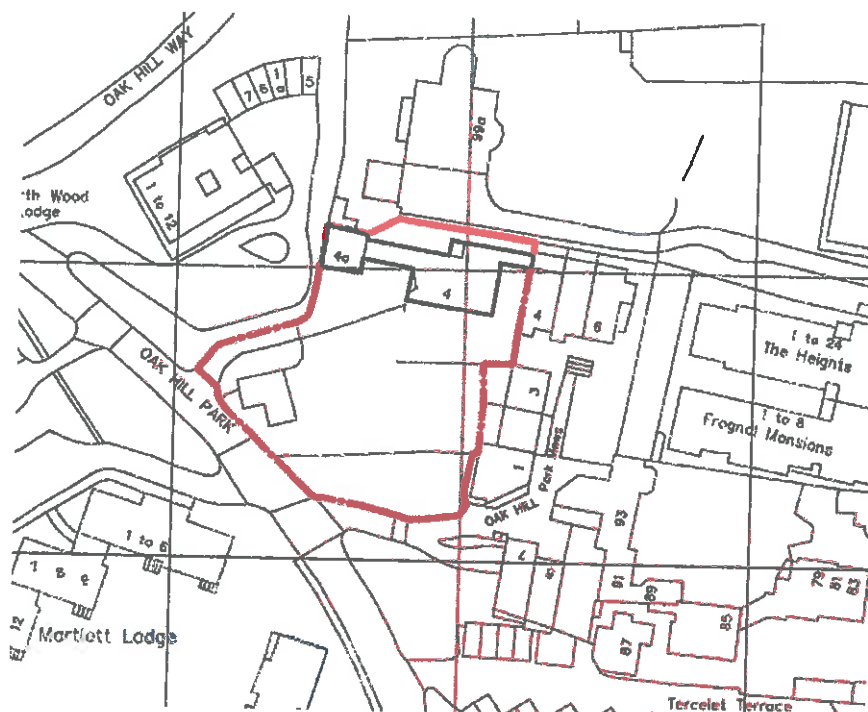 OAK HILL WAY
7
8
10
5
99a
1 to 12
rth Wood
Lodge
4a
4
4
6
1 to 24
The Heights
OAK HILL PARK
3
1 to 8
Frognal Mansions
1
OAK HILL Park Mews
93
1 to 6
7 8 9
12
Martlett Lodge
91
89
87
85
79
81
83
Tercelet Terrace